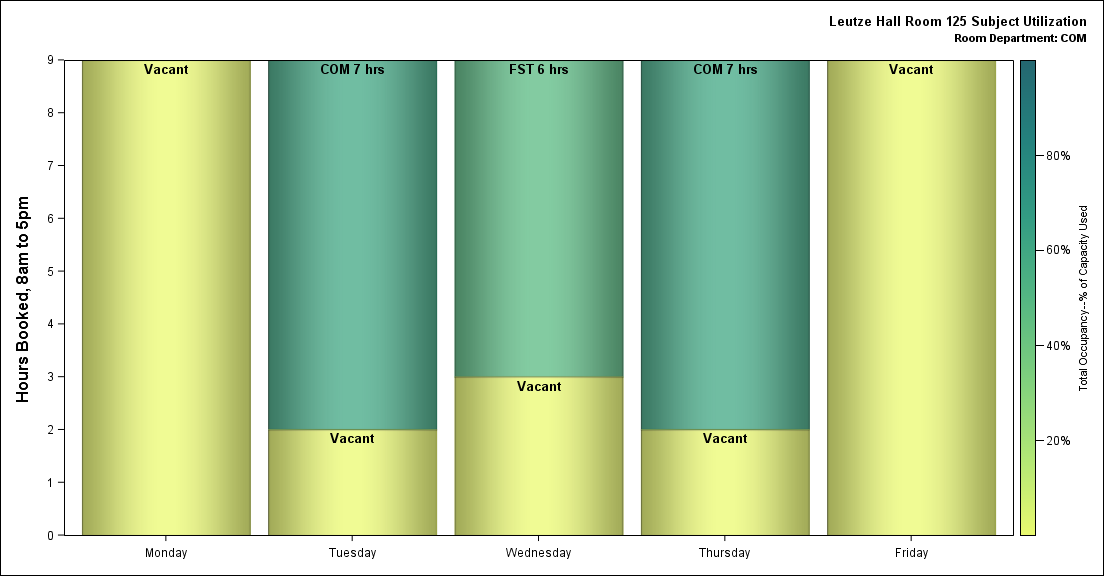 Leutze Hall Room 125 Subject Utilization
Room Department: COM
Hours Booked, 8am to 5pm
9
8
7
6
5
4
3
2
1
0
Vacant
COM 7 hrs
FST 6 hrs
COM 7 hrs
Vacant
Vacant
Vacant
Vacant
Monday
Tuesday
Wednesday
Thursday
Friday
80%
60%
40%
20%
Total Occupancy--% of Capacity Used